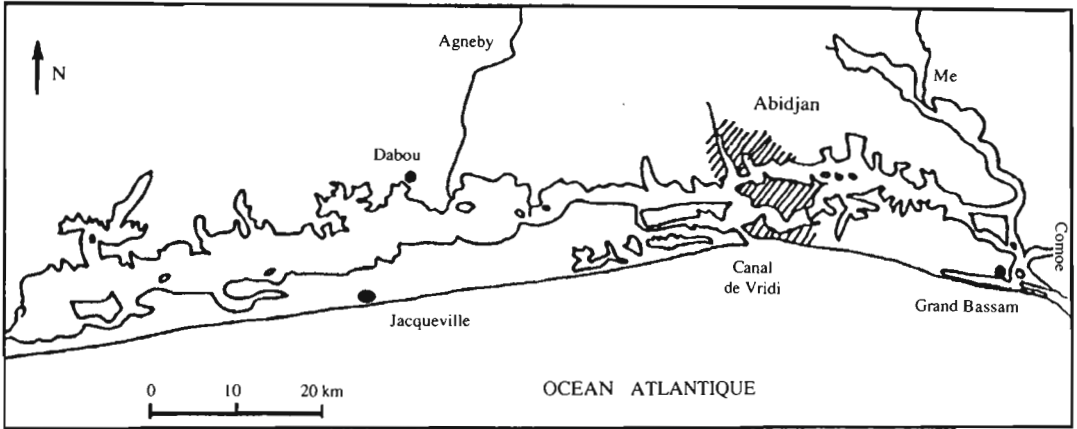 Agneby
N
Me
Abidjan
Dabou
Comoe
Canal
de Vridi
Grand Bassam
Jacqueville
0 10 20 km
OCEAN ATLANTIQUE